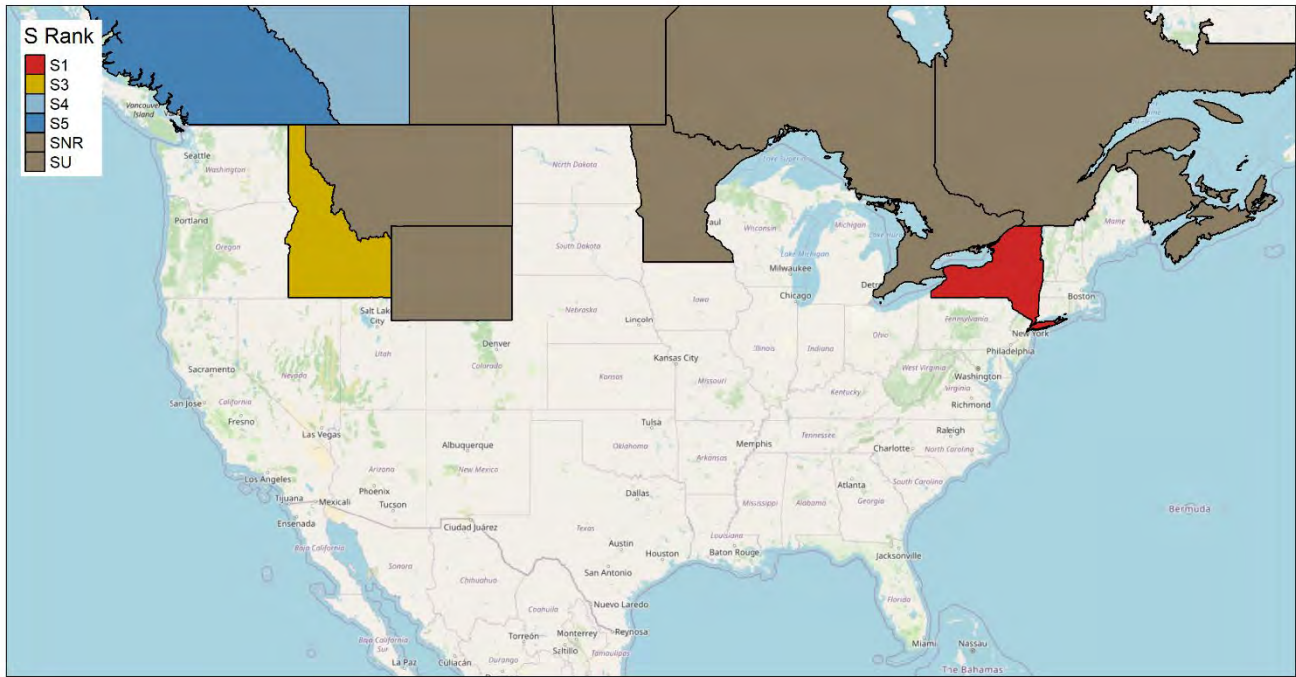 S Rank
S1
S3
S4
S5
SNR
SU
Vancouver
Island
Seattle
Washington
Portland
Oregon
North Dakota
South Dakota
Lake Superior
Wisconsin
Michigan
Lake Michigan
Milwaukee
Chicago
Maine
Boston
New York
Iowa
Nebraska
Lincoln
Salt Lake
City
Utah
Nevada
Sacramento
San Jose
California
Fresno
Las Vegas
Denver
Colorado
Kansas
Kansas City
Missouri
Illinois
Indiana
Ohio
Pennsylvania
Philadelphia
West Virginia
Washington
Virginia
Richmond
Kentucky
Tulsa
Oklahoma
Albuquerque
New Mexico
Arizona
Phoenix
Tucson
Los Angeles
Tijuana
Mexicali
Ensenada
Baja California
Memphis
Tennessee
Arkansas
Raleigh
Charlotte
North Carolina
South Carolina
Atlanta
Mississippi
Alabama
Georgia
Dallas
Texas
Louisiana
Ciudad Juárez
Austin
Houston
Baton Rouge
San Antonio
Jacksonville
Florida
Bermuda
Sonora
Chihuahua
Coahuila
Nuevo Laredo
Torreón
Monterrey
Reynosa
Saltillo
Tamaulipas
Durango
Culiacán
Baja California
Sur
La Paz
Miami
Nassau
The Bahamas